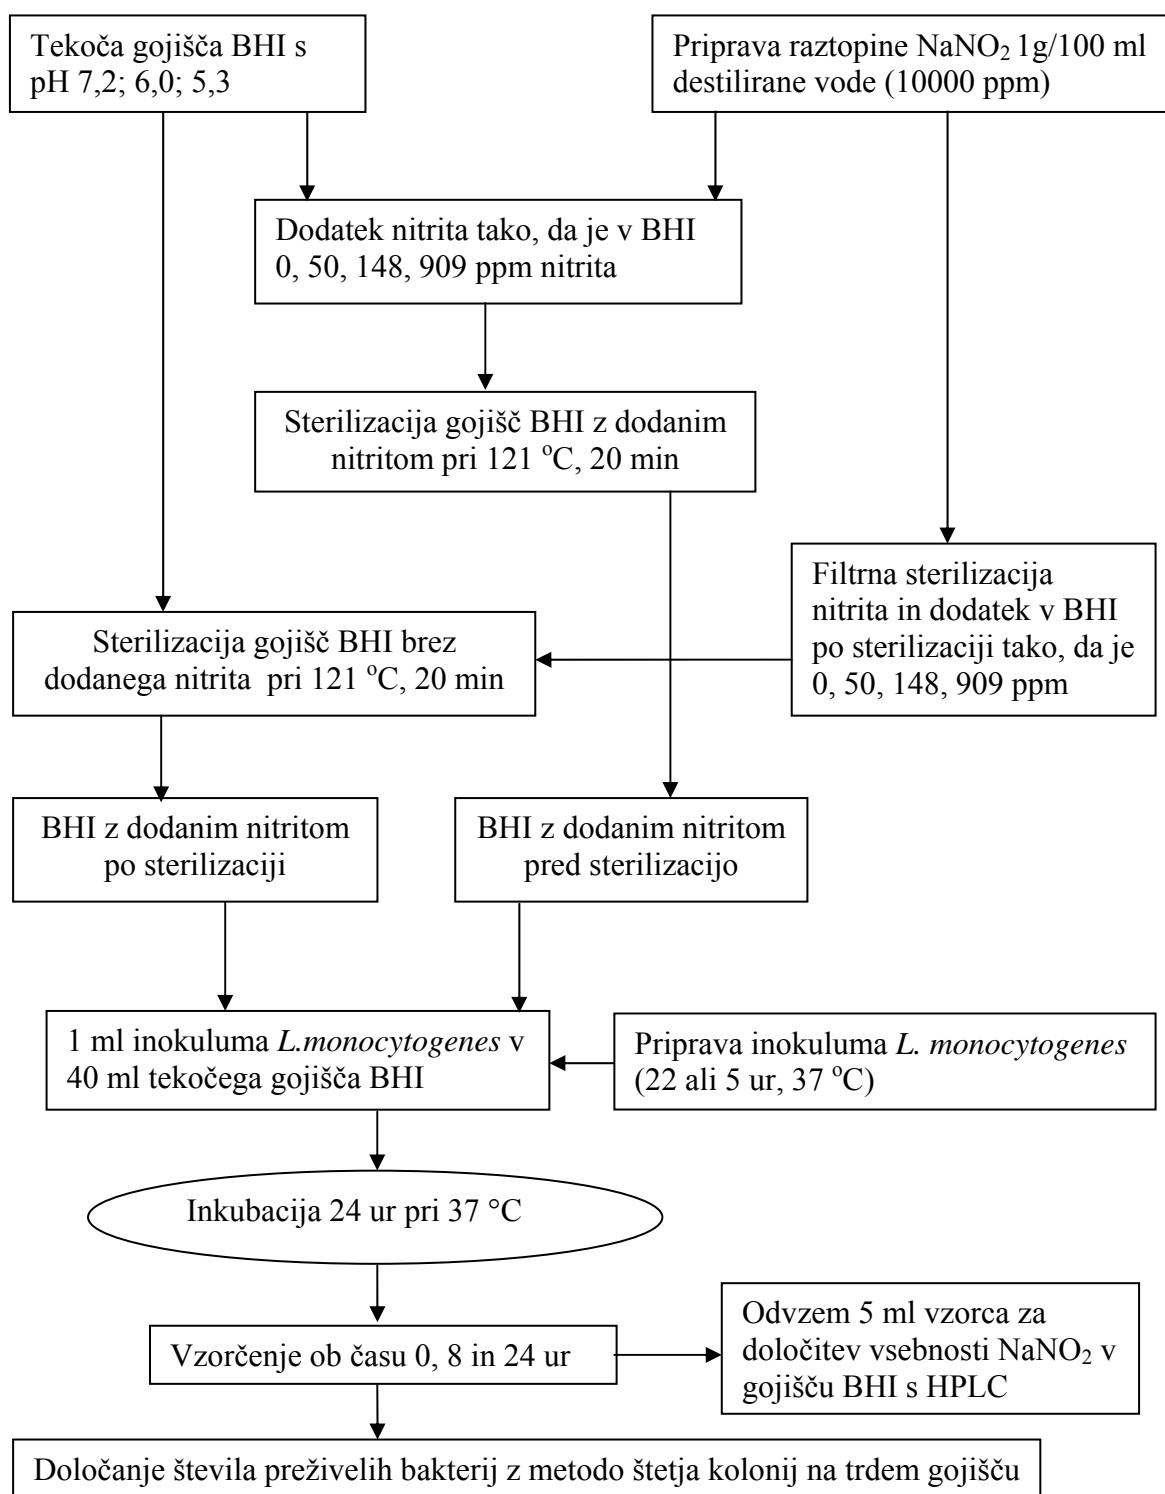 Tekoča gojišča BHI s
pH 7,2; 6,0; 5,3
Priprava raztopine NaNO₂ 1g/100 ml
destilirane vode (10000 ppm)
Dodatek nitrita tako, da je v BHI
0, 50, 148, 909 ppm nitrita
Sterilizacija gojišč BHI z dodanim
nitritom pri 121 °C, 20 min
Filtrna sterilizacija
nitrita in dodatek v BHI
po sterilizaciji tako, da je
0, 50, 148, 909 ppm
Sterilizacija gojišč BHI brez
dodanega nitrita pri 121 °C, 20 min
BHI z dodanim nitritom
po sterilizaciji
BHI z dodanim nitritom
pred sterilizacijo
1 ml inokuluma L.monocytogenes v
40 ml tekočega gojišča BHI
Priprava inokuluma L. monocytogenes
(22 ali 5 ur, 37 °C)
Inkubacija 24 ur pri 37 °C
Vzorčenje ob času 0, 8 in 24 ur
Odvzem 5 ml vzorca za
določitev vsebnosti NaNO₂ v
gojišču BHI s HPLC
Določanje števila preživelih bakterij z metodo štetja kolonij na trdem gojišču